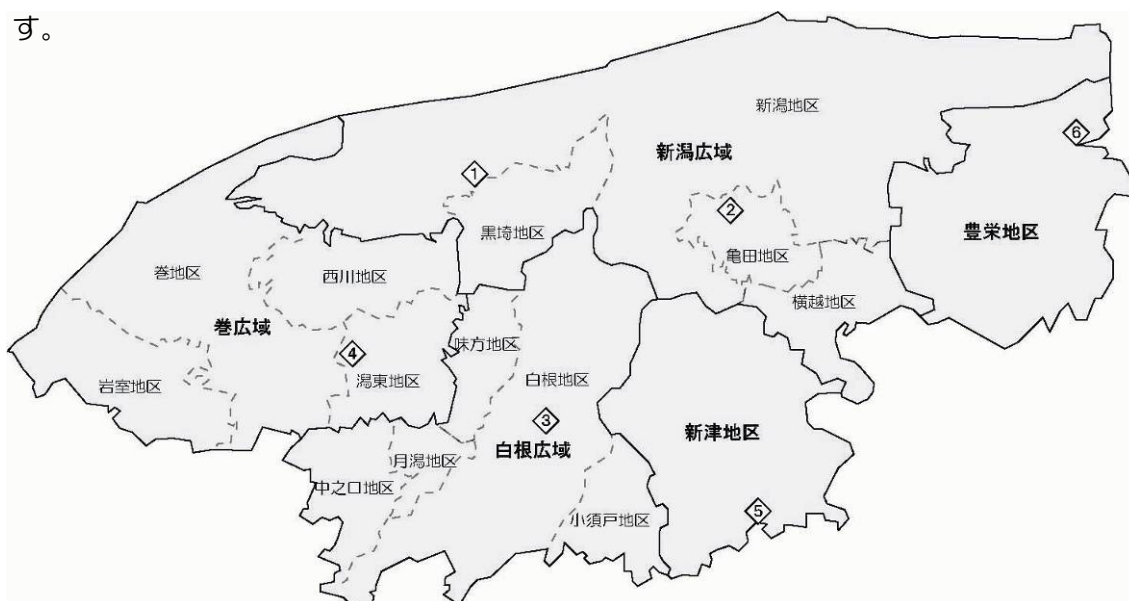 す。
新潟地区
⑥
新潟広域
①
②
黒埼地区
豊栄地区
亀田地区
巻地区
西川地区
横越地区
巻広域
味方地区
④
岩室地区
潟東地区
白根地区
③
新津地区
白根広域
月潟地区
中之口地区
⑤
小須戸地区